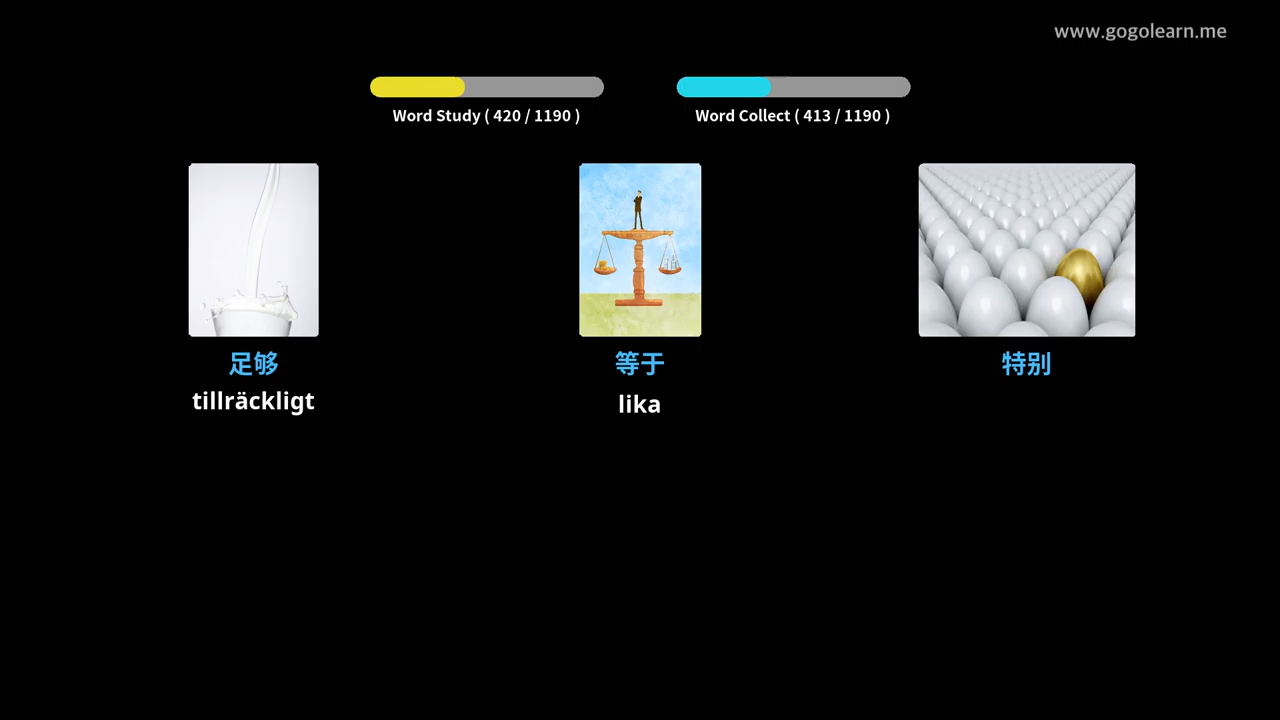 www.gogolearn.me
Word Study ( 420 / 1190 )
Word Collect ( 413 / 1190 )
足够
等于
特别
tillräckligt
lika